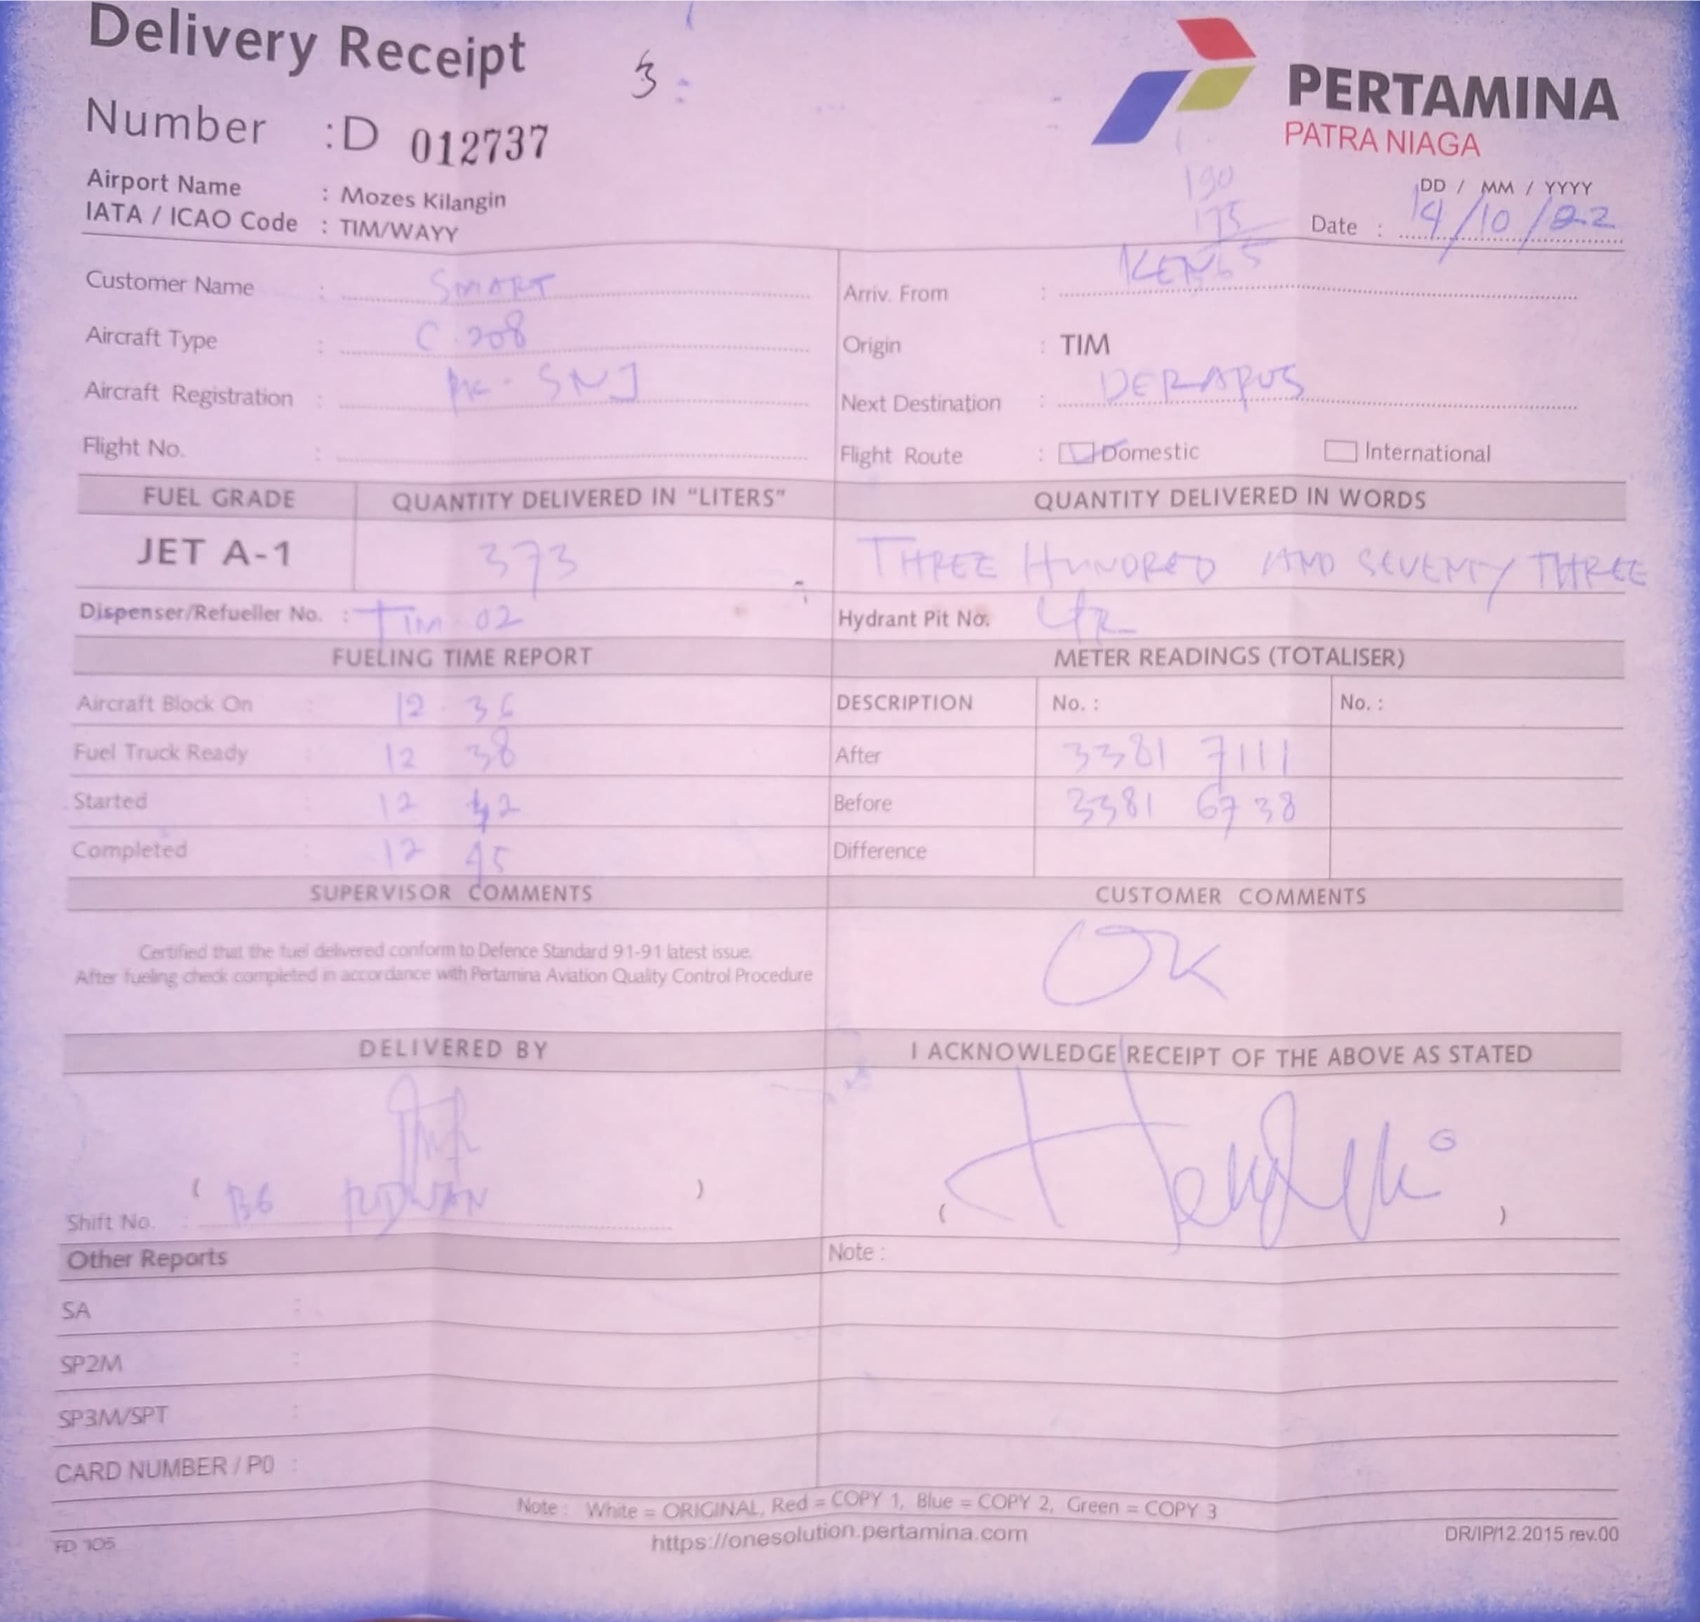 Delivery Receipt
3
PERTAMINA
PATRA NIAGA
Number : D 012737
Airport Name : Mozes Kilangin
IATA / ICAO Code : TIM/WAYY
190
175
DD / MM / YYYY
Date : 14/10/22
Customer Name : SMART
Arriv. From :
Aircraft Type : C 208
Origin : TIM
Aircraft Registration : PK - SNJ
Next Destination :
Flight No. :
Flight Route : Domestic International
FUEL GRADE QUANTITY DELIVERED IN "LITERS" QUANTITY DELIVERED IN WORDS
JET A-1 373 THREE HUNDRED AND SEVENTY THREE
Dispenser/Refueller No. : TIM 02 Hydrant Pit No.
FUELING TIME REPORT METER READINGS (TOTALISER)
Aircraft Block On : 12 . 36 DESCRIPTION No. : No. :
Fuel Truck Ready 12 38 After 3381 7111
Started : 12 42 Before 3381 6738
Completed : 12 45 Difference
SUPERVISOR COMMENTS CUSTOMER COMMENTS
Certified that the fuel delivered conform to Defence Standard 91-91 latest issue.
After fueling check completed in accordance with Pertamina Aviation Quality Control Procedure
OK
DELIVERED BY I ACKNOWLEDGE RECEIPT OF THE ABOVE AS STATED
( B6 RIDWAN ) ( )
Shift No. :
Other Reports Note :
SA :
SP2M :
SP3M/SPT :
CARD NUMBER / P0 :
Note : White = ORIGINAL, Red = COPY 1, Blue = COPY 2, Green = COPY 3
https://onesolution.pertamina.com
FD 105 DR/IP/12.2015 rev.00